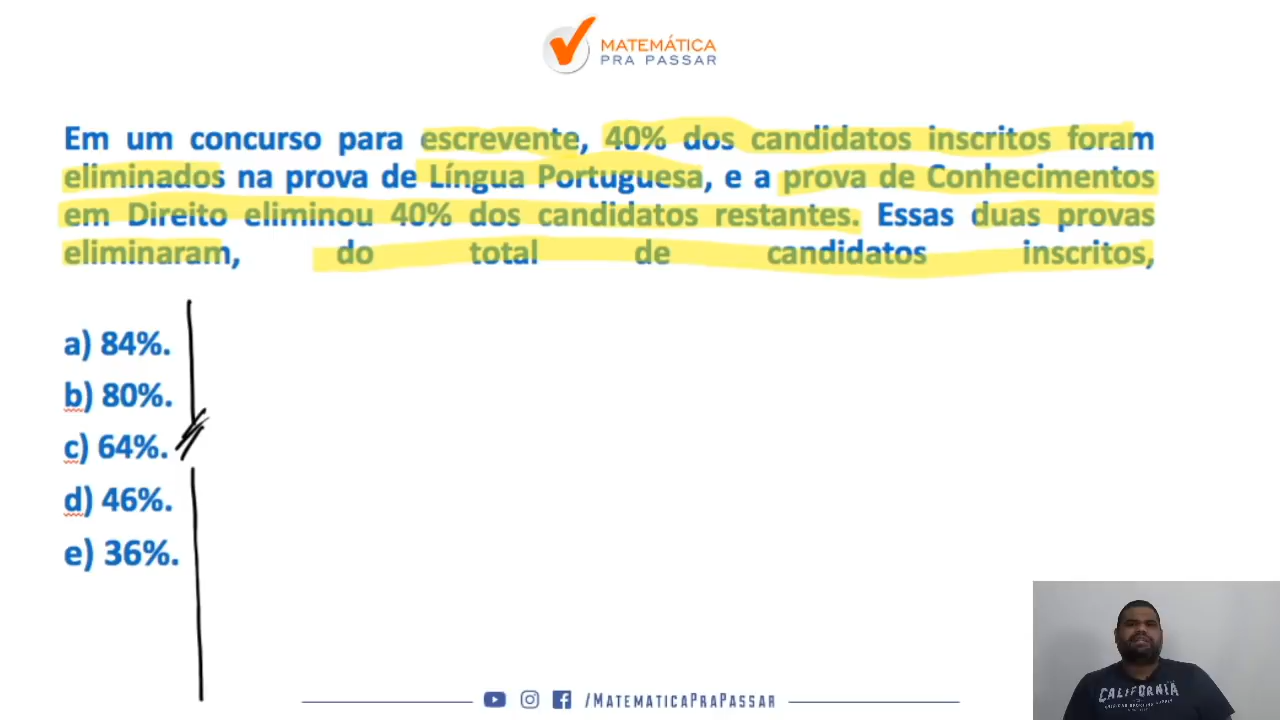 MATEMÁTICA
PRA PASSAR
Em um concurso para escrevente, 40% dos candidatos inscritos foram
eliminados na prova de Língua Portuguesa, e a prova de Conhecimentos
em Direito eliminou 40% dos candidatos restantes. Essas duas provas
eliminaram, do total de candidatos inscritos,
a) 84%.
b) 80%.
c) 64%.
d) 46%.
e) 36%.
CALIFORNIA
/MATEMATICAPRAPASSAR